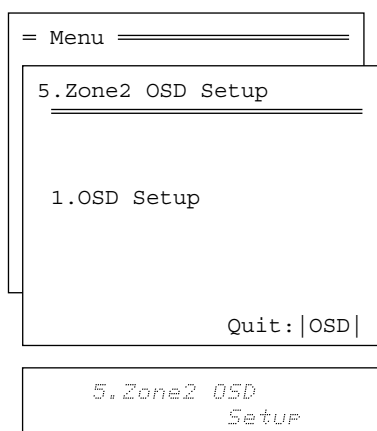 = Menu
5.Zone2 OSD Setup
1.OSD Setup
Quit:|OSD|
5.Zone2 OSD
Setup